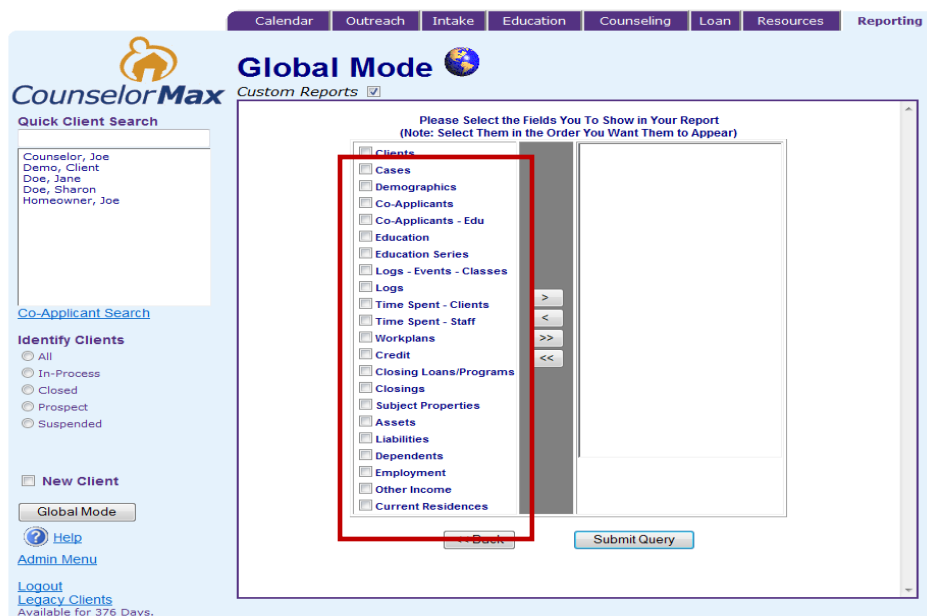 Calendar Outreach Intake Education Counseling Loan Resources Reporting
CounselorMax
Quick Client Search
Counselor, Joe
Demo, Client
Doe, Jane
Doe, Sharon
Homeowner, Joe
Co-Applicant Search
Identify Clients
All
In-Process
Closed
Prospect
Suspended
New Client
Global Mode
Help
Admin Menu
Logout
Legacy Clients
Available for 376 Days.
Global Mode
Custom Reports
Please Select the Fields You To Show in Your Report
(Note: Select Them in the Order You Want Them to Appear)
Clients
Cases
Demographics
Co-Applicants
Co-Applicants - Edu
Education
Education Series
Logs - Events - Classes
Logs
Time Spent - Clients
Time Spent - Staff
Workplans
Credit
Closing Loans/Programs
Closings
Subject Properties
Assets
Liabilities
Dependents
Employment
Other Income
Current Residences
>
<
>>
<<
<< Back
Submit Query